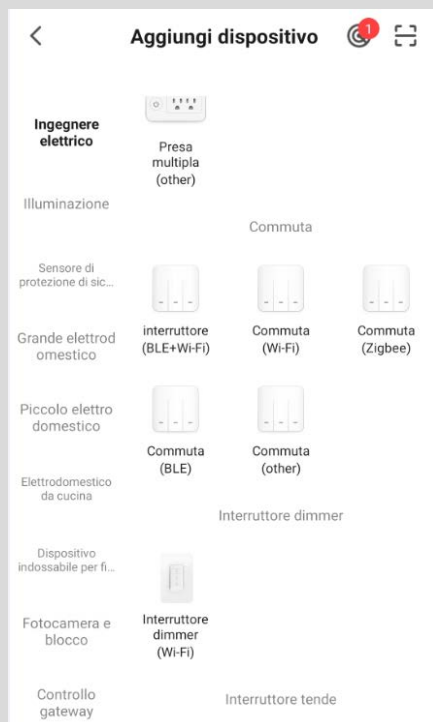 Aggiungi dispositivo
1
Ingegnere
elettrico
Illuminazione
Sensore di
protezione di sic...
Grande elettrod
omestico
Piccolo elettro
domestico
Elettrodomestico
da cucina
Dispositivo
indossabile per fi...
Fotocamera e
blocco
Controllo
gateway
Presa
multipla
(other)
Commuta
interruttore
(BLE+Wi-Fi)
Commuta
(Wi-Fi)
Commuta
(Zigbee)
Commuta
(BLE)
Commuta
(other)
Interruttore dimmer
Interruttore
dimmer
(Wi-Fi)
Interruttore tende